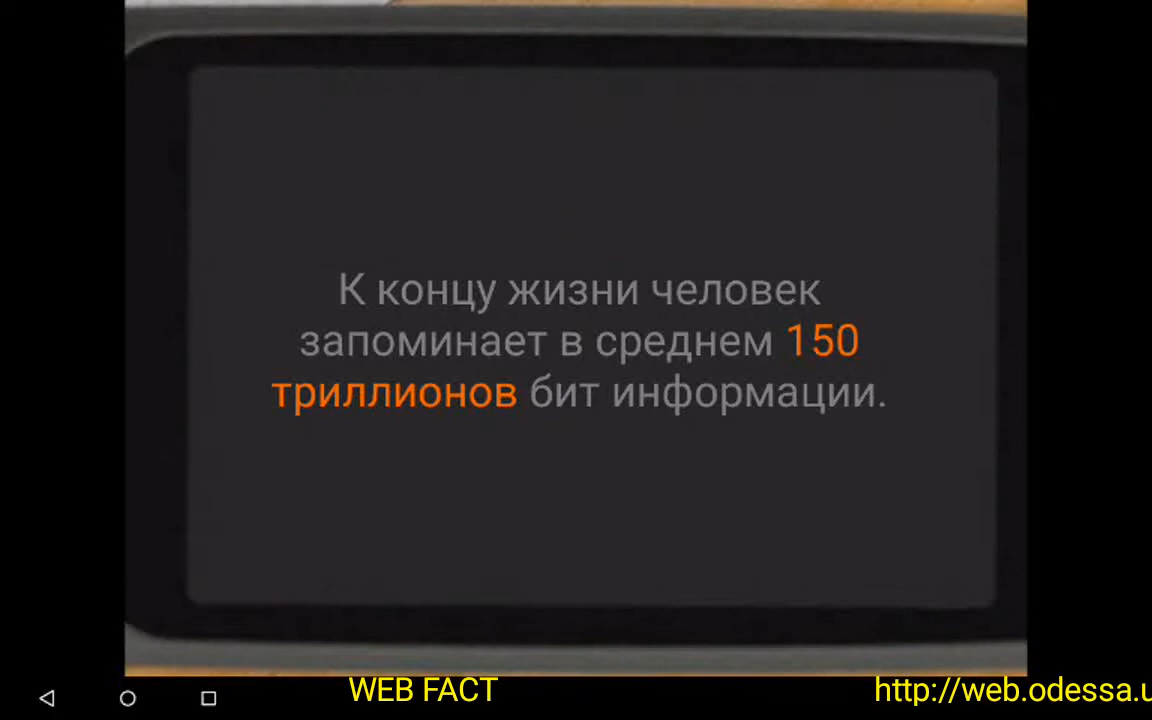 К концу жизни человек
запоминает в среднем 150
триллионов бит информации.
WEB FACT
http://web.odessa.u